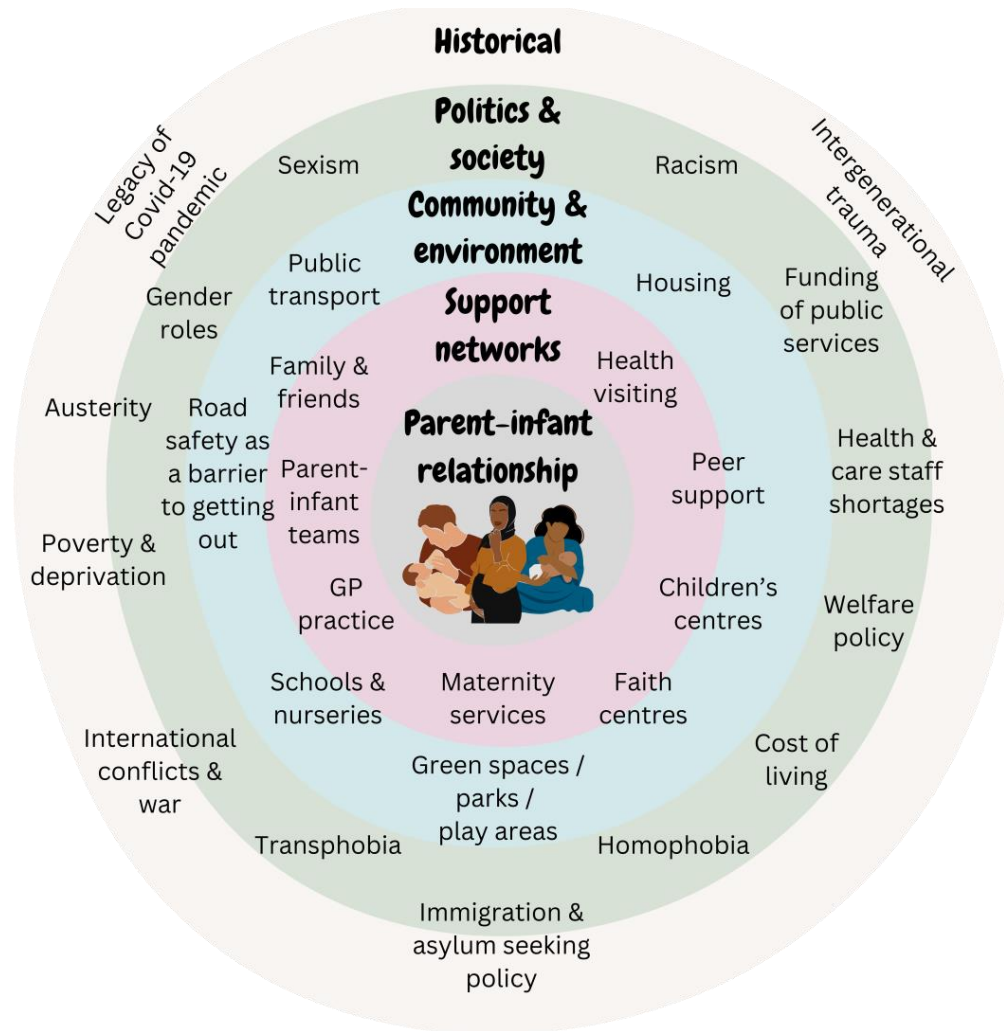 Historical
Politics &
society
Community &
environment
Support
networks
Parent-infant
relationship
Legacy of
Covid-19
pandemic
Intergenerational
trauma
Sexism
Racism
Public
transport
Housing
Gender
roles
Funding
of public
services
Family &
friends
Health
visiting
Austerity
Road
safety as
a barrier
to getting
out
Parent-
infant
teams
Peer
support
Health &
care staff
shortages
Poverty &
deprivation
GP
practice
Children’s
centres
Welfare
policy
Schools &
nurseries
Maternity
services
Faith
centres
International
conflicts &
war
Green spaces /
parks /
play areas
Cost of
living
Transphobia
Homophobia
Immigration &
asylum seeking
policy